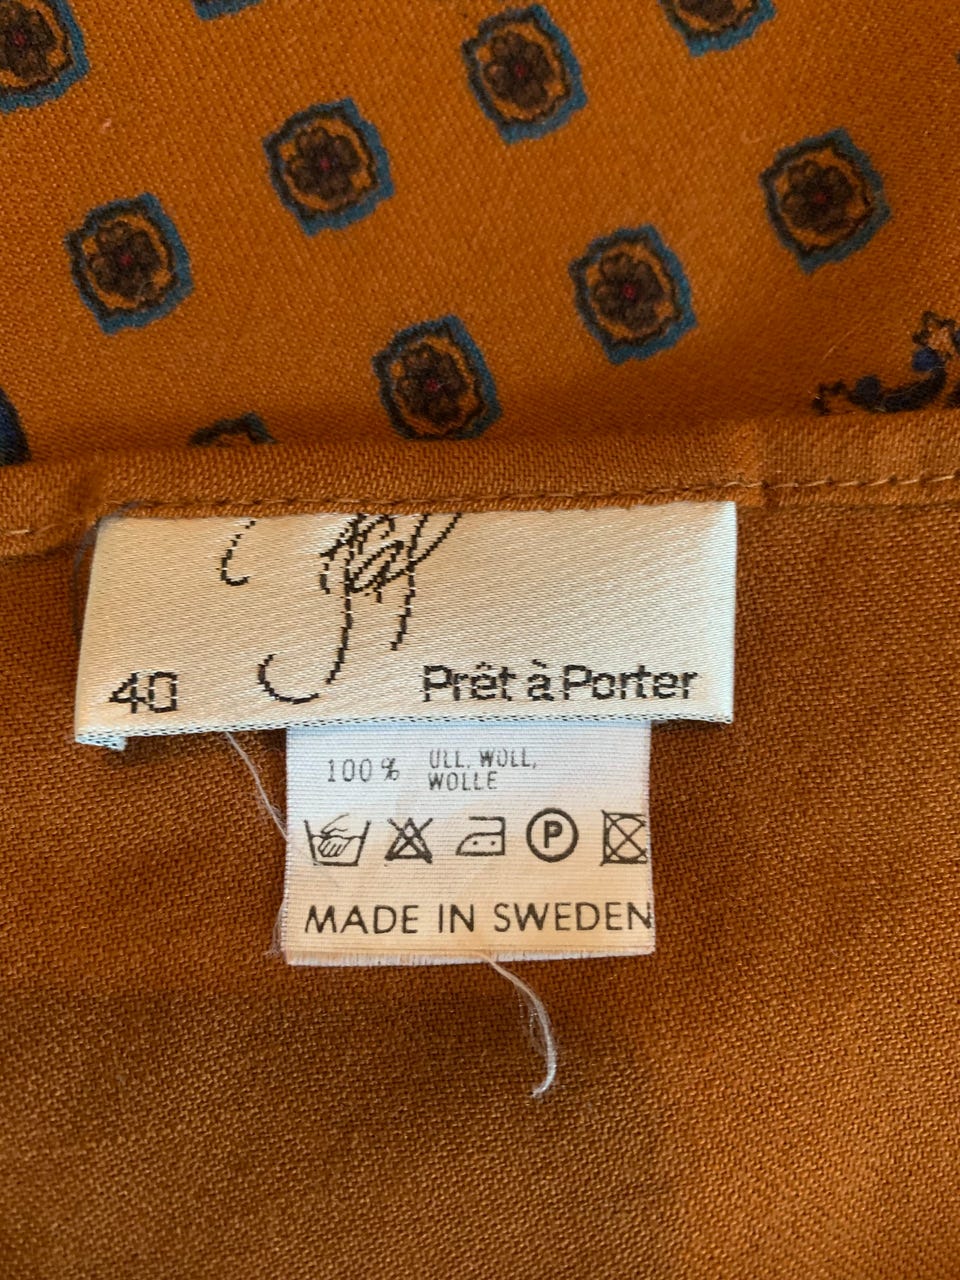 40
Prêt à Porter
100% ULL, WOLL,
WOLLE
P
MADE IN SWEDEN